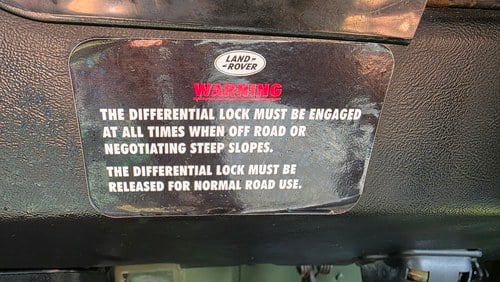 LAND-
-ROVER
WARNING
THE DIFFERENTIAL LOCK MUST BE ENGAGED
AT ALL TIMES WHEN OFF ROAD OR
NEGOTIATING STEEP SLOPES.
THE DIFFERENTIAL LOCK MUST BE
RELEASED FOR NORMAL ROAD USE.